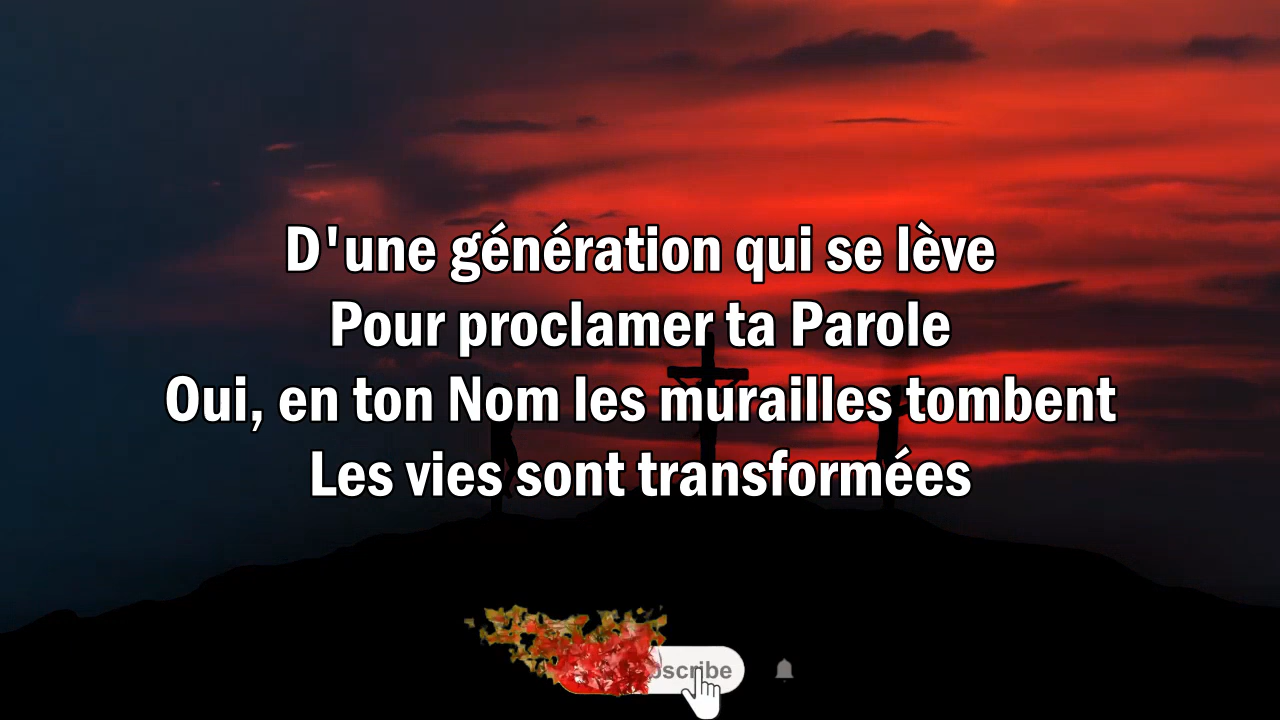 D'une génération qui se lève
Pour proclamer ta Parole
Oui, en ton Nom les murailles tombent
Les vies sont transformées